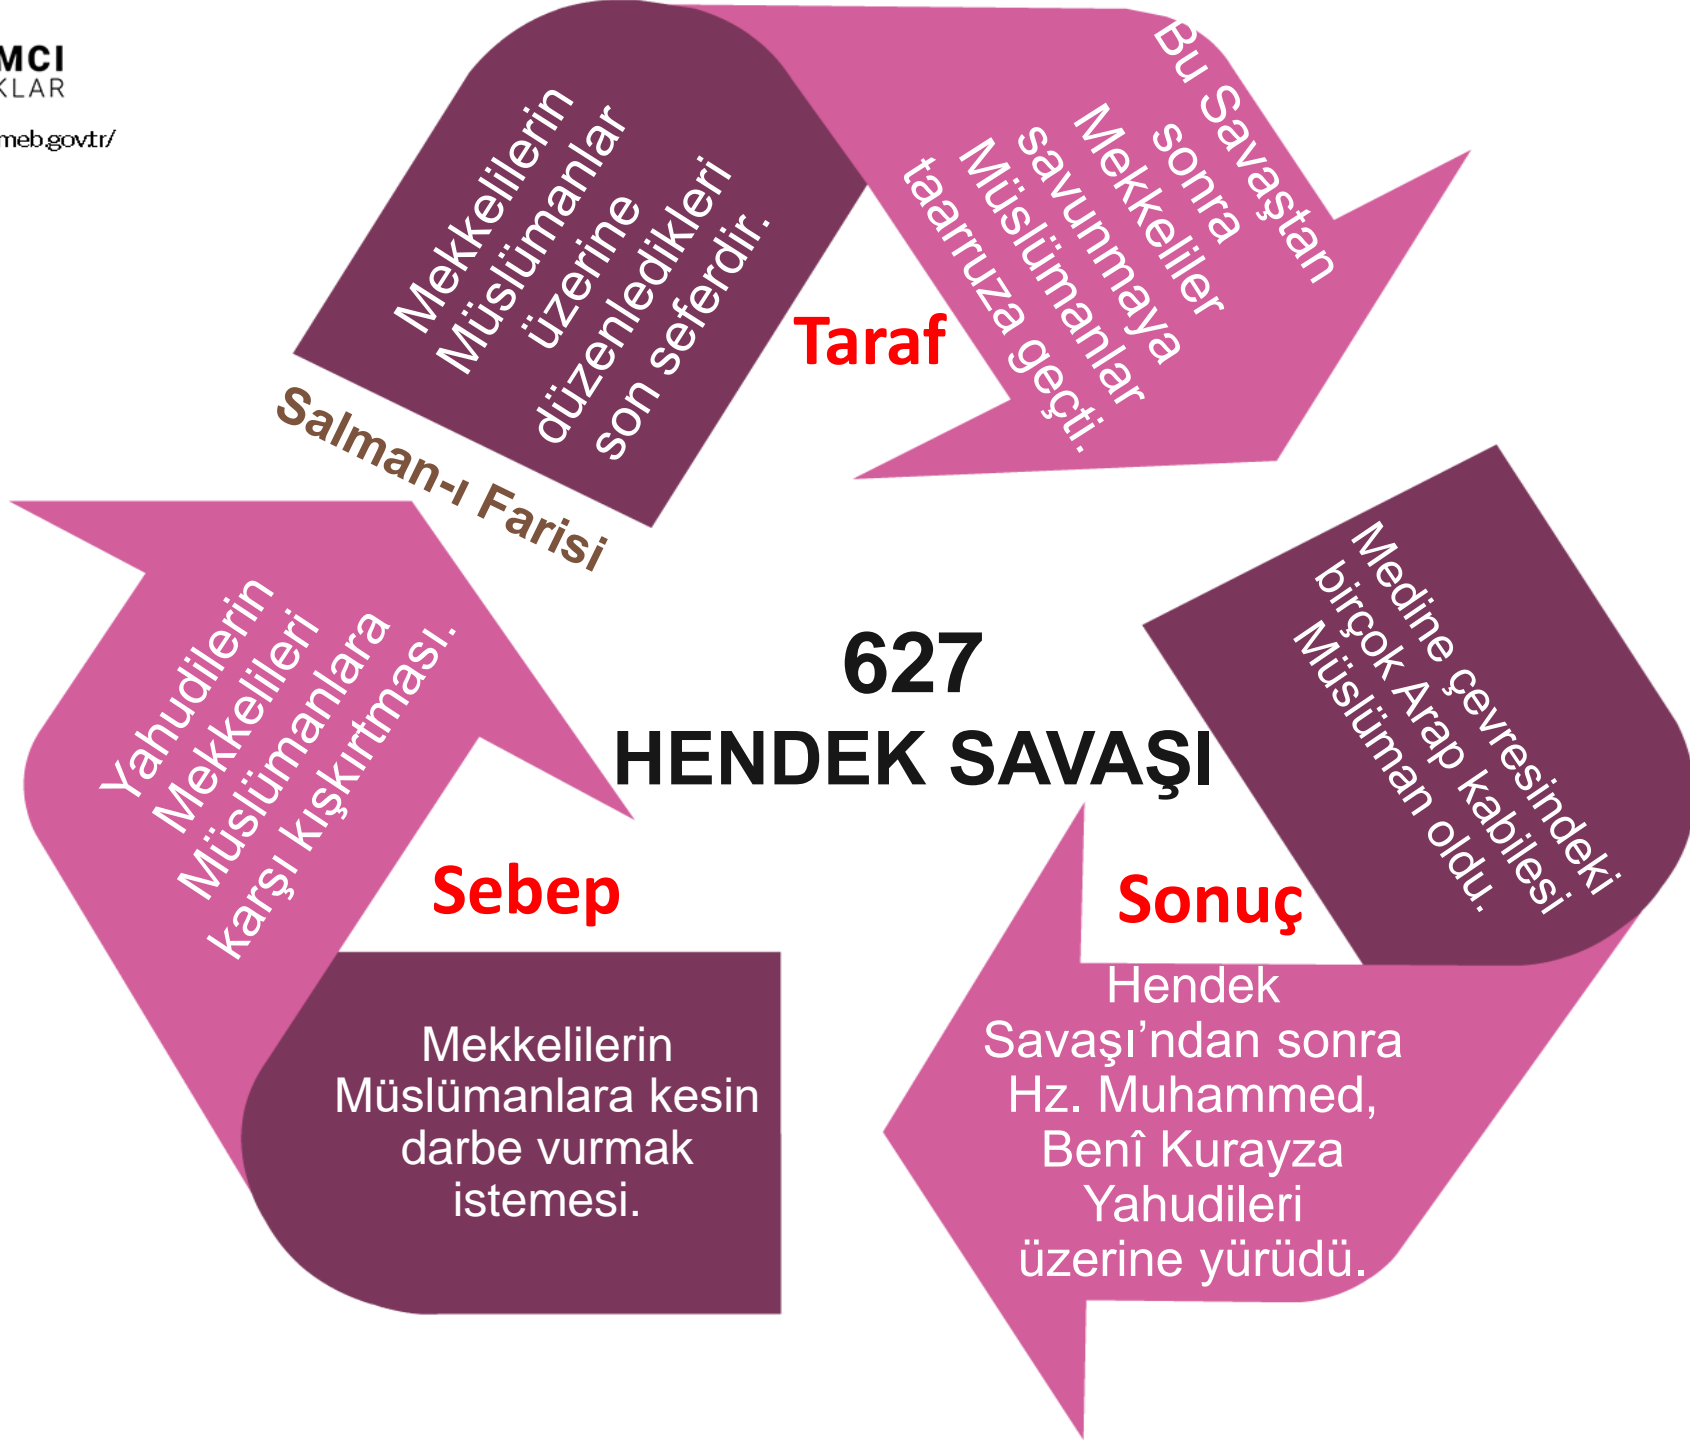 MCI
KLAR
meb.gov.tr/
Mekkelilerin
Müslümanlar
üzerine
düzenledikleri
son seferdir.
Bu Savaştan
sonra
Mekkeliler
savunmaya
Müslümanlar
taarruza geçti.
Taraf
Salman-ı Farisi
Yahudilerin
Mekkelileri
Müslümanlara
karşı kışkırtması.
627
HENDEK SAVAŞI
Medine çevresindeki
birçok Arap kabilesi
Müslüman oldu.
Sebep
Sonuç
Mekkelilerin
Müslümanlara kesin
darbe vurmak
istemesi.
Hendek
Savaşı’ndan sonra
Hz. Muhammed,
Benî Kurayza
Yahudileri
üzerine yürüdü.